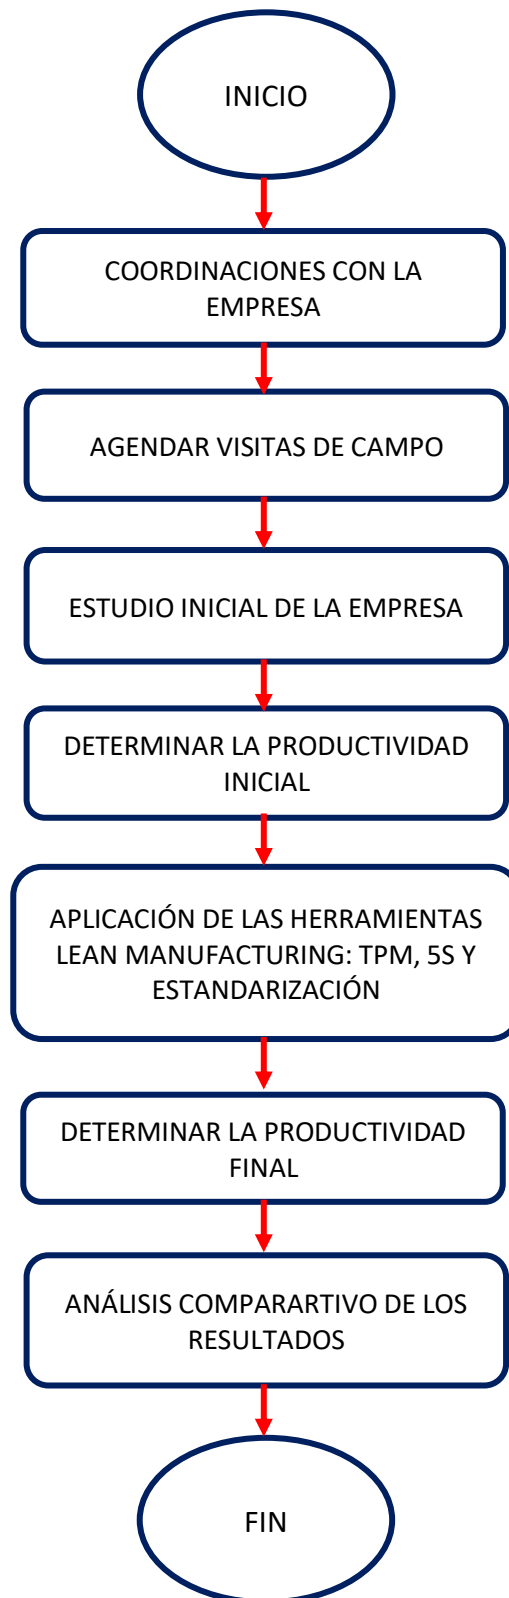 INICIO
COORDINACIONES CON LA
EMPRESA
AGENDAR VISITAS DE CAMPO
ESTUDIO INICIAL DE LA EMPRESA
DETERMINAR LA PRODUCTIVIDAD
INICIAL
APLICACIÓN DE LAS HERRAMIENTAS
LEAN MANUFACTURING: TPM, 5S Y
ESTANDARIZACIÓN
DETERMINAR LA PRODUCTIVIDAD
FINAL
ANÁLISIS COMPARARTIVO DE LOS
RESULTADOS
FIN